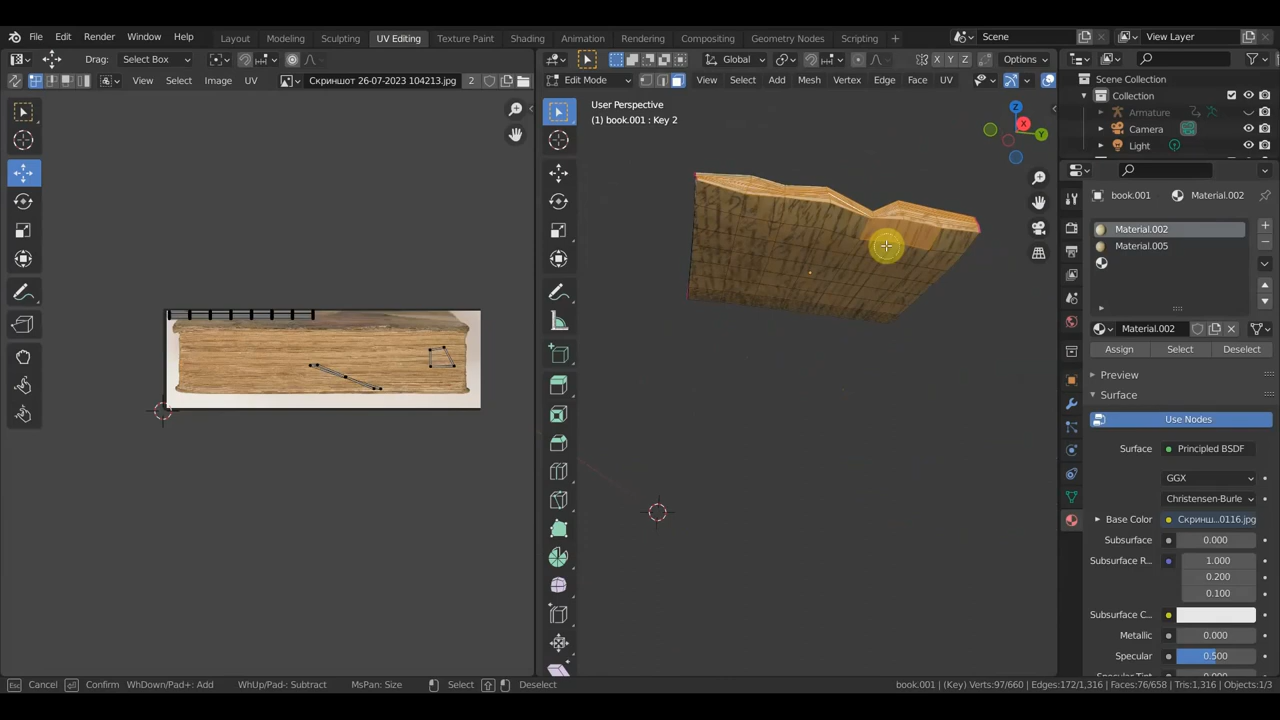 File Edit Render Window Help Layout Modeling Sculpting UV Editing Texture Paint Shading Animation Rendering Compositing Geometry Nodes Scripting Scene View Layer
Drag: Select Box Global X Y Z Options
View Select Image UV Скриншот 26-07-2023 104213.jpg 2 Edit Mode View Select Add Mesh Vertex Edge Face UV
Scene Collection
Collection
Armature
Camera
Light
User Perspective
(1) book.001 : Key 2
X
Y
book.001 Material.002
Material.002
Material.005
Material.002
Assign Select Deselect
Preview
Surface
Use Nodes
Surface Principled BSDF
GGX
Christensen-Burle
Base Color Скринш...0116.jpg
Subsurface 0.000
Subsurface R... 1.000
0.200
0.100
Subsurface C...
Metallic 0.000
Specular 0.500
Cancel Confirm WhDown/Pad+: Add WhUp/Pad-: Subtract MsPan: Size Select Deselect book.001 | (Key) Verts:97/660 | Edges:172/1,316 | Faces:76/658 | Tris:1,316 | Objects:1/3